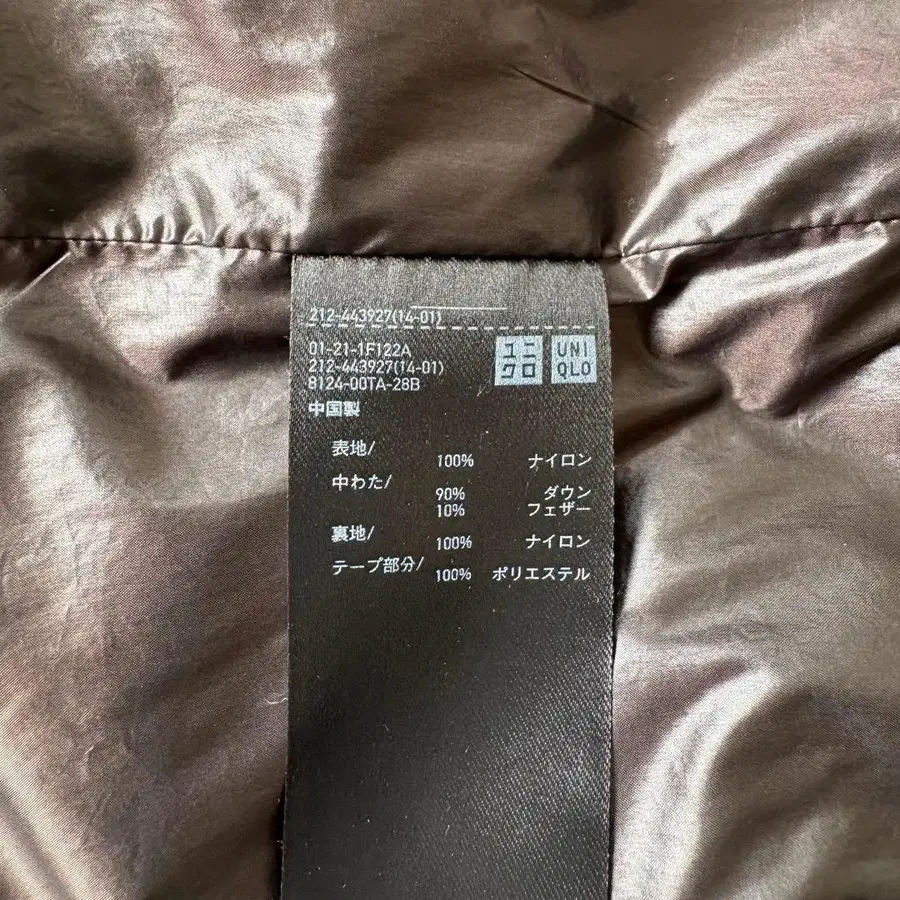 212-443927(14-01)
01-21-1F122A
212-443927(14-01)
8124-00TA-28B
中国製
ユニ
クロ
UNI
QLO
表地/
100% ナイロン
中わた/
90% ダウン
10% フェザー
裏地/
100% ナイロン
テープ部分/
100% ポリエステル